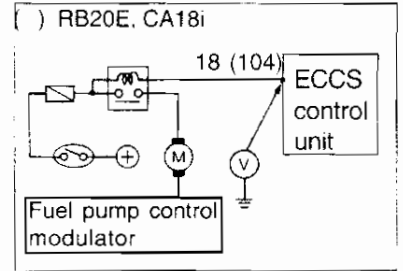 ( ) RB20E, CA18i
18 (104)
ECCS
control
unit
M
V
Fuel pump control
modulator